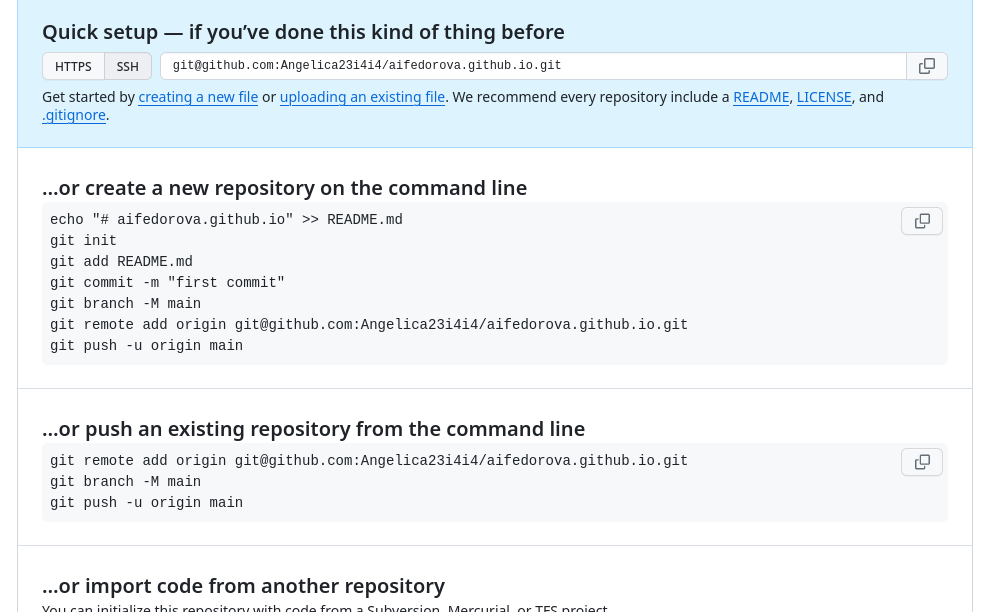 Quick setup — if you’ve done this kind of thing before
HTTPS SSH git@github.com:Angelica23i4i4/aifedorova.github.io.git
Get started by creating a new file or uploading an existing file. We recommend every repository include a README, LICENSE, and
.gitignore.
…or create a new repository on the command line
echo "# aifedorova.github.io" >> README.md
git init
git add README.md
git commit -m "first commit"
git branch -M main
git remote add origin git@github.com:Angelica23i4i4/aifedorova.github.io.git
git push -u origin main
…or push an existing repository from the command line
git remote add origin git@github.com:Angelica23i4i4/aifedorova.github.io.git
git branch -M main
git push -u origin main
…or import code from another repository
You can initialize this repository with code from a Subversion, Mercurial, or TFS project.